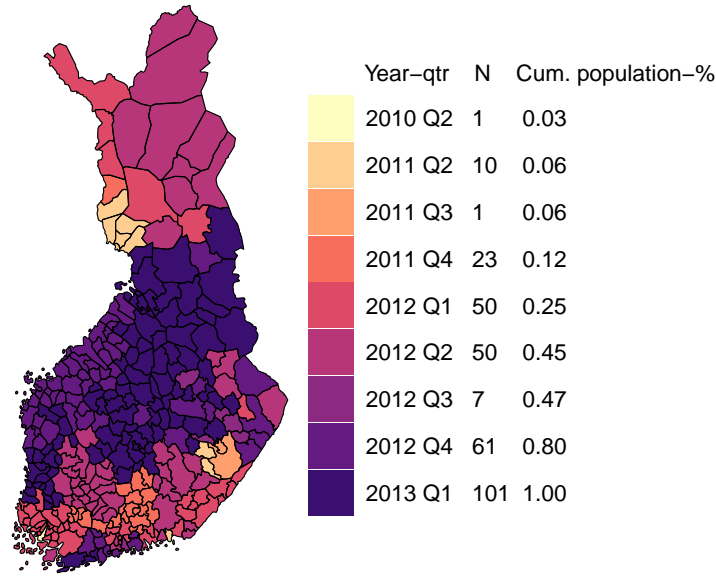 Year−qtr N Cum. population−%
2010 Q2 1 0.03
2011 Q2 10 0.06
2011 Q3 1 0.06
2011 Q4 23 0.12
2012 Q1 50 0.25
2012 Q2 50 0.45
2012 Q3 7 0.47
2012 Q4 61 0.80
2013 Q1 101 1.00